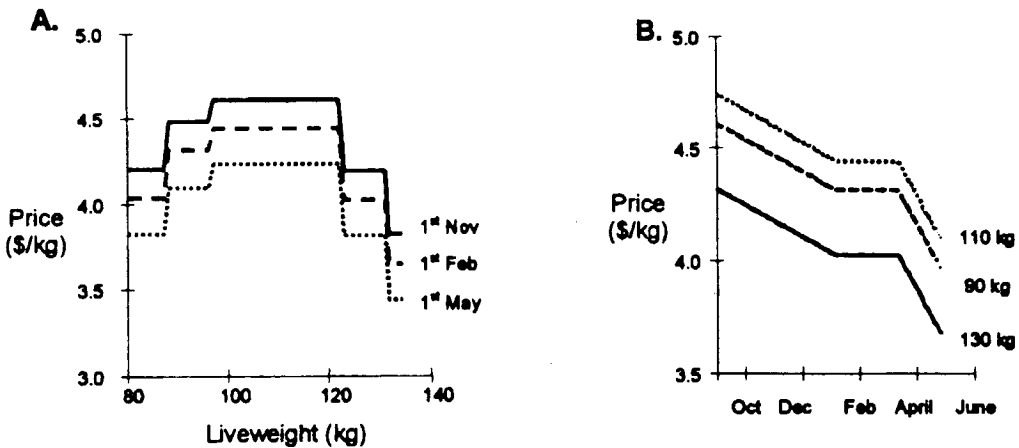 A.
5.0
4.5
4.0
3.5
3.0
Price
($/kg)
1st Nov
1st Feb
1st May
80
100
120
140
Liveweight (kg)
B.
5.0
4.5
4.0
3.5
Price
($/kg)
110 kg
90 kg
130 kg
Oct Dec Feb April June